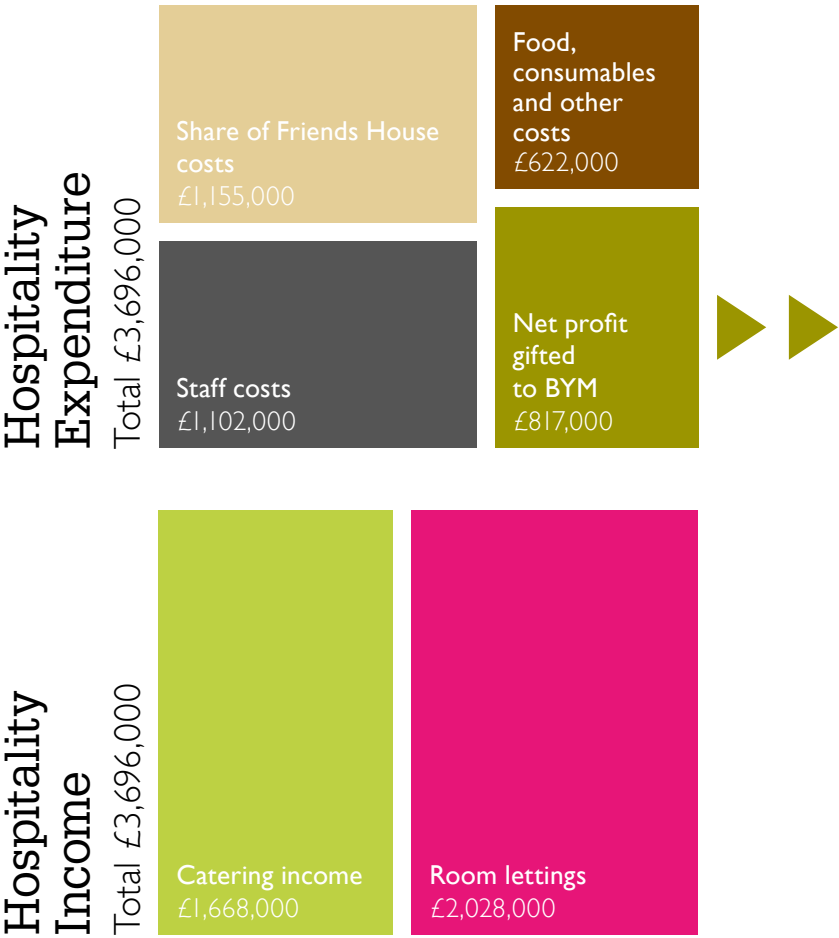 Hospitality
Expenditure
Total £3,696,000
Share of Friends House
costs
£1,155,000
Food,
consumables
and other
costs
£622,000
Staff costs
£1,102,000
Net profit
gifted
to BYM
£817,000
Hospitality
Income
Total £3,696,000
Catering income
£1,668,000
Room lettings
£2,028,000